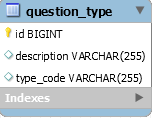 question_type
id BIGINT
description VARCHAR(255)
type_code VARCHAR(255)
Indexes